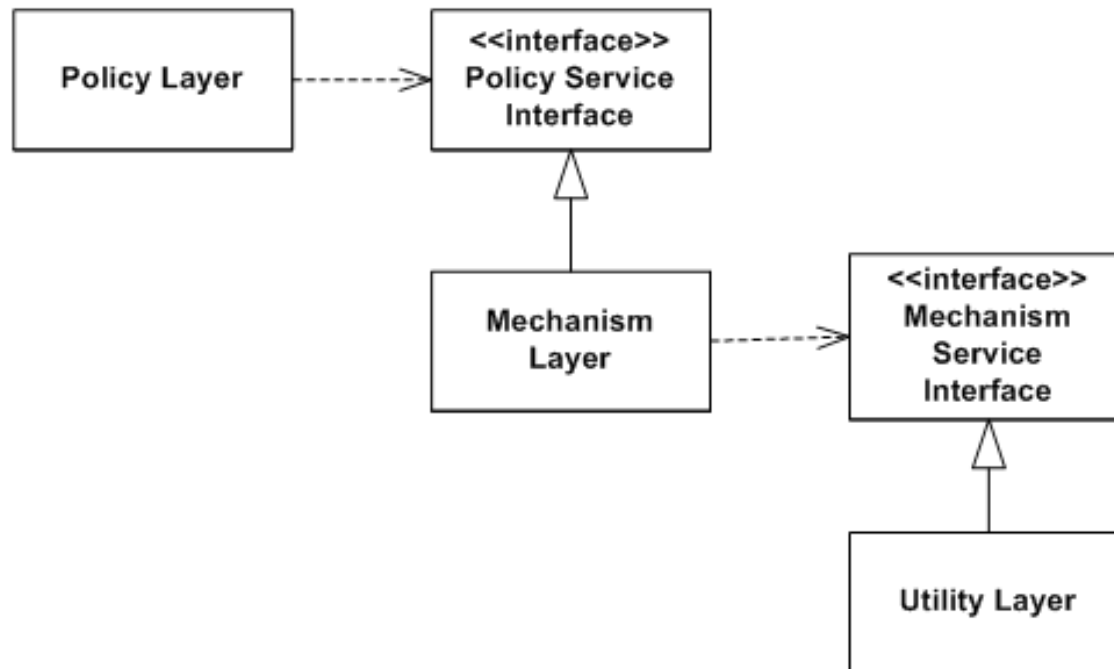 Policy Layer
<<interface>>
Policy Service
Interface
Mechanism
Layer
<<interface>>
Mechanism
Service
Interface
Utility Layer